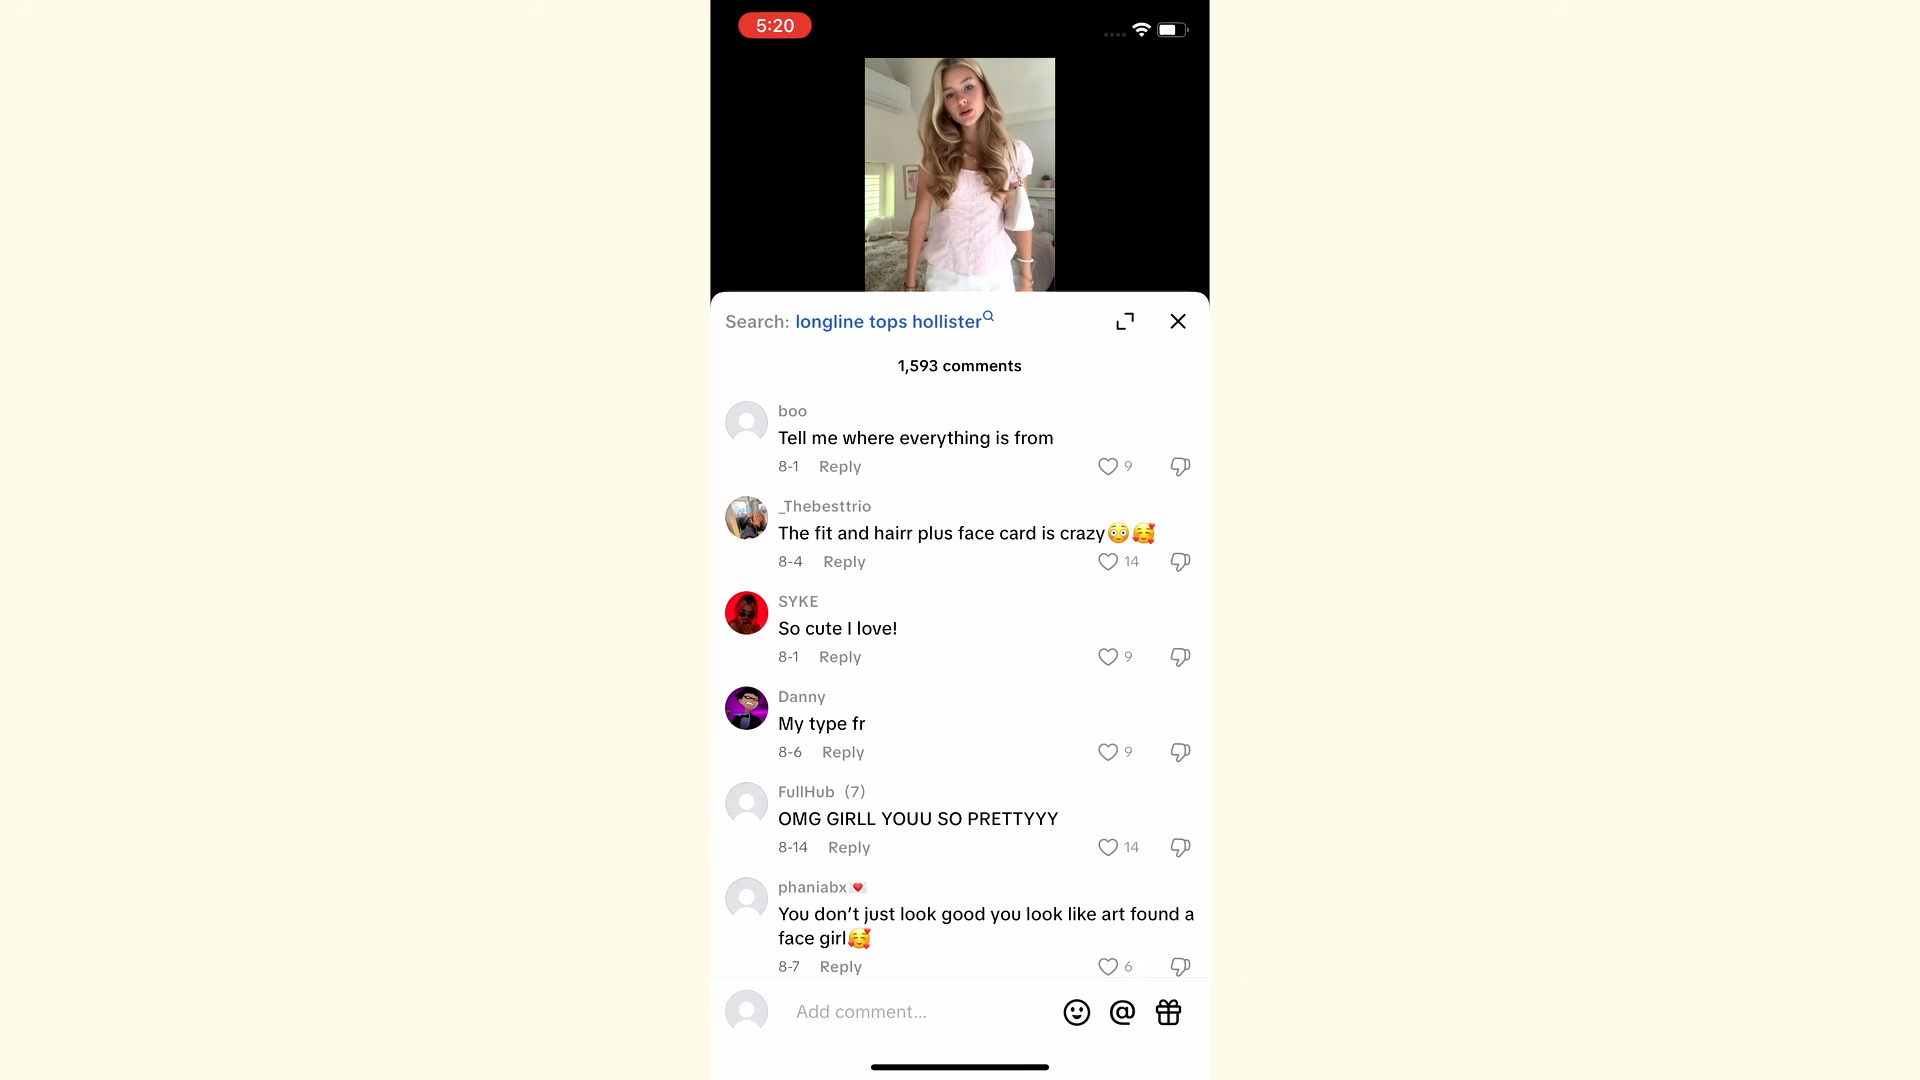 5:20
Search: longline tops hollister
1,593 comments
boo
Tell me where everything is from
8-1 Reply 9
_Thebesttrio
The fit and hairr plus face card is crazy😳🥰
8-4 Reply 14
SYKE
So cute I love!
8-1 Reply 9
Danny
My type fr
8-6 Reply 9
FullHub (7)
OMG GIRLL YOUU SO PRETTYYY
8-14 Reply 14
phaniabx💌
You don’t just look good you look like art found a
face girl🥰
8-7 Reply 6
Add comment...